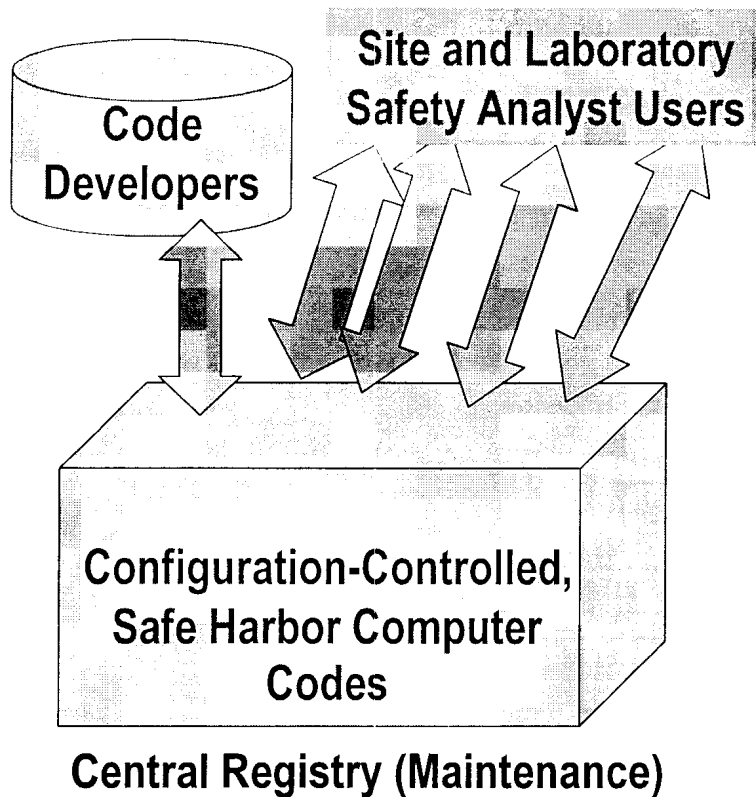 Site and Laboratory
Safety Analyst Users
Code
Developers
Configuration-Controlled,
Safe Harbor Computer
Codes
Central Registry (Maintenance)